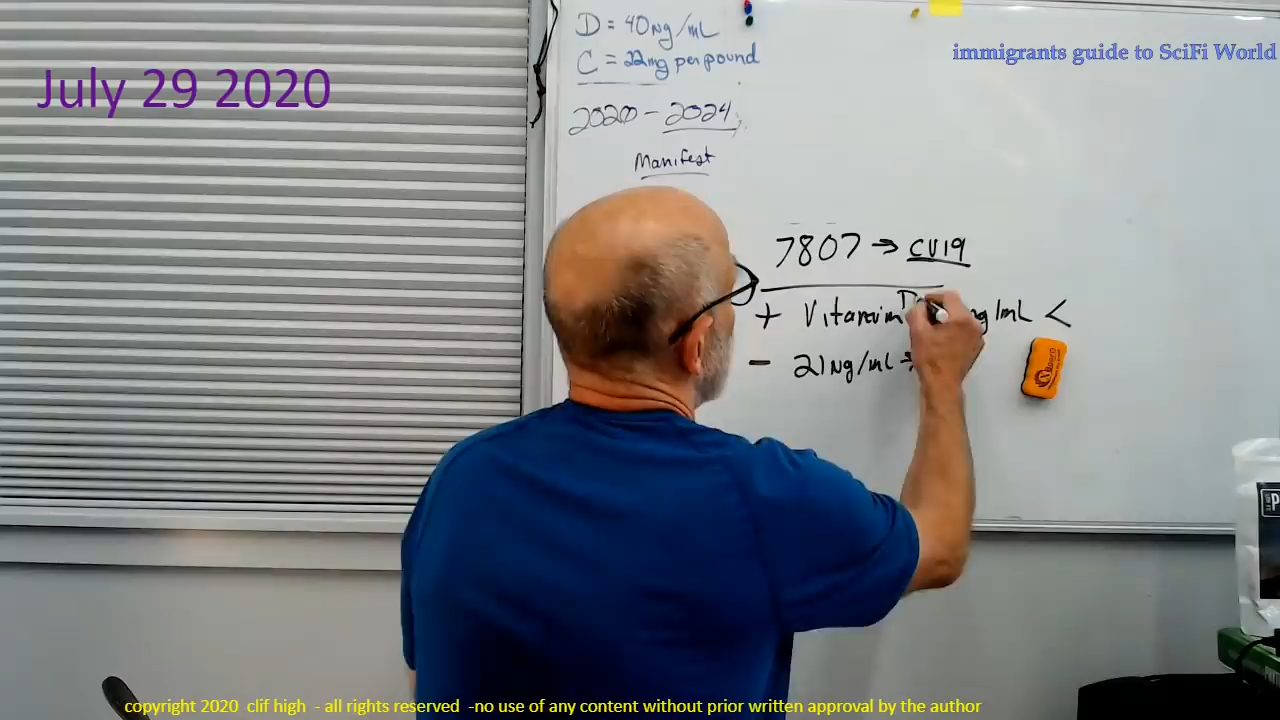 D = 40ng/mL
C = 22mg per pound
immigrants guide to SciFi World
July 29 2020
2020 - 2024
Manifest
7807 → CV19
+ Vitamin D ng/mL <
- 21ng/mL →
copyright 2020 clif high - all rights reserved -no use of any content without prior written approval by the author